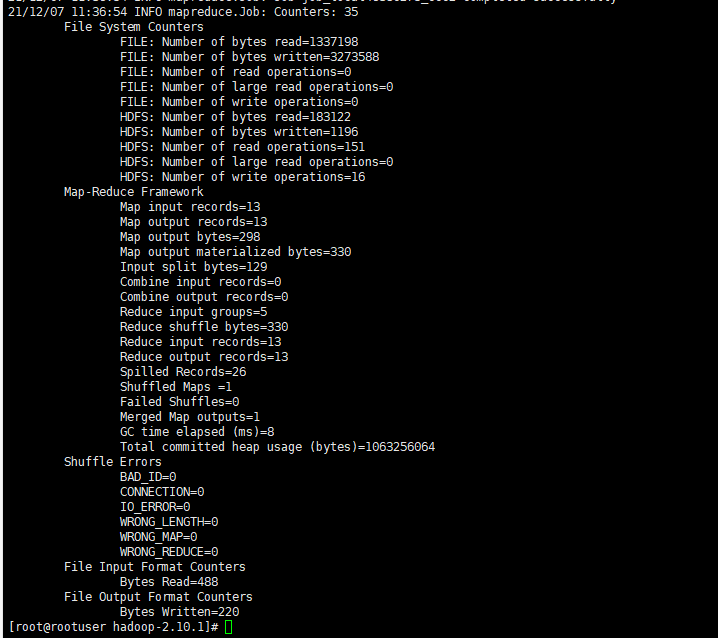 21/12/07 11:36:54 INFO mapreduce.Job: Counters: 35
File System Counters
FILE: Number of bytes read=1337198
FILE: Number of bytes written=3273588
FILE: Number of read operations=0
FILE: Number of large read operations=0
FILE: Number of write operations=0
HDFS: Number of bytes read=183122
HDFS: Number of bytes written=1196
HDFS: Number of read operations=151
HDFS: Number of large read operations=0
HDFS: Number of write operations=16
Map-Reduce Framework
Map input records=13
Map output records=13
Map output bytes=298
Map output materialized bytes=330
Input split bytes=129
Combine input records=0
Combine output records=0
Reduce input groups=5
Reduce shuffle bytes=330
Reduce input records=13
Reduce output records=13
Spilled Records=26
Shuffled Maps =1
Failed Shuffles=0
Merged Map outputs=1
GC time elapsed (ms)=8
Total committed heap usage (bytes)=1063256064
Shuffle Errors
BAD_ID=0
CONNECTION=0
IO_ERROR=0
WRONG_LENGTH=0
WRONG_MAP=0
WRONG_REDUCE=0
File Input Format Counters
Bytes Read=488
File Output Format Counters
Bytes Written=220
[root@rootuser hadoop-2.10.1]#